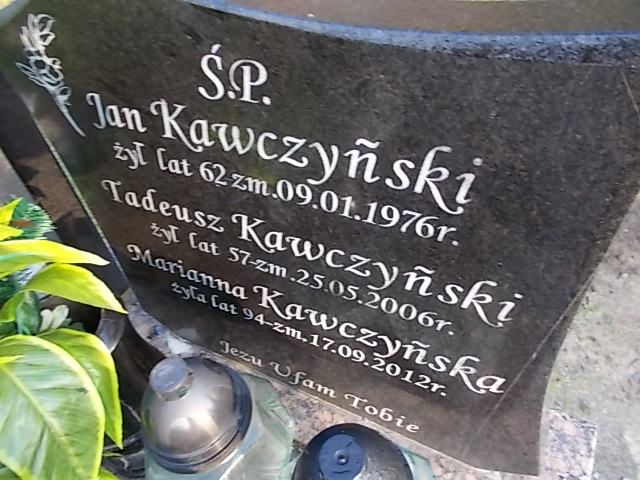 Ś.P.
Jan Kawczyñski
żył lat 62-zm.09.01.1976r.
Tadeusz Kawczyñski
żył lat 57-zm.25.05.2006r.
Marianna Kawczyñska
żyła lat 94-zm.17.09.2012r.
Jezu Ufam Tobie